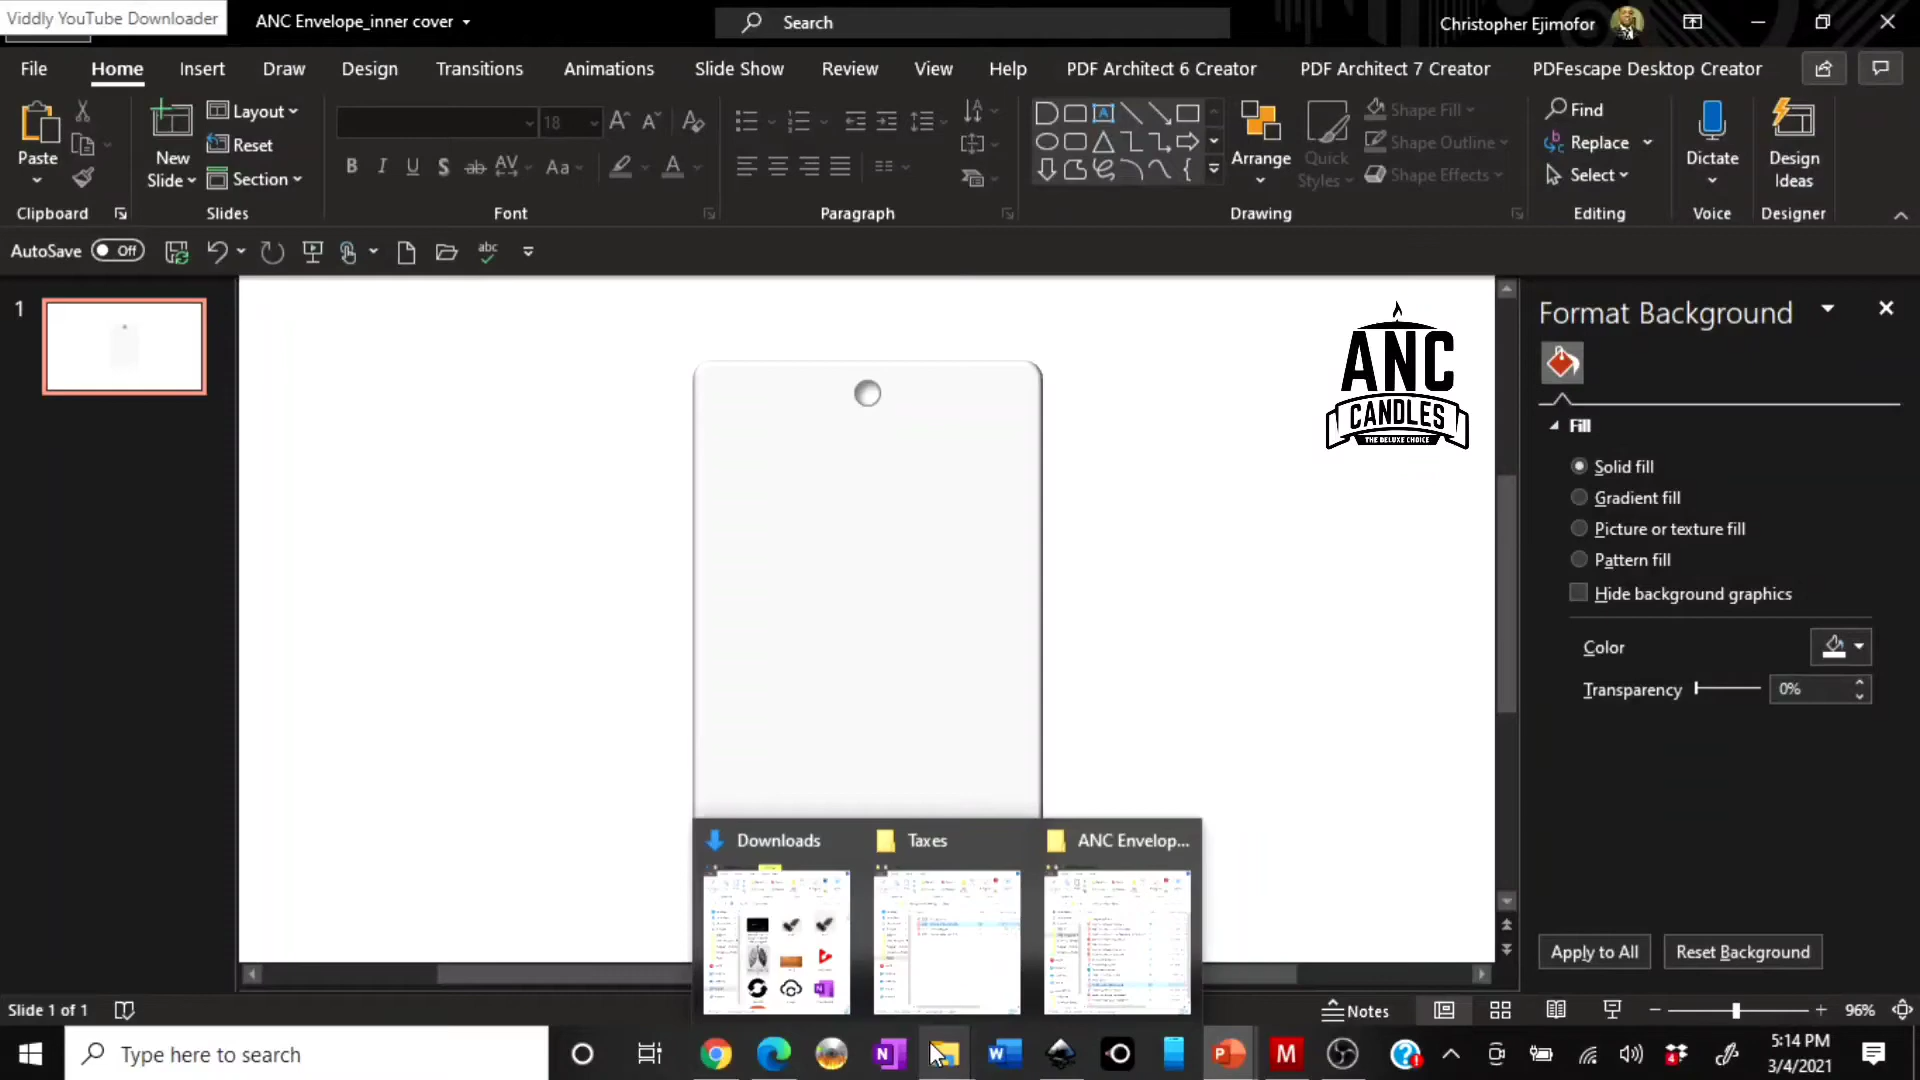 Viddly YouTube Downloader
ANC Envelope_inner cover
Search
Christopher Ejimofor
File Home Insert Draw Design Transitions Animations Slide Show Review View Help PDF Architect 6 Creator PDF Architect 7 Creator PDFescape Desktop Creator
Paste
Clipboard
New Slide
Layout
Reset
Section
Slides
18
Font
Paragraph
Arrange
Quick Styles
Shape Fill
Shape Outline
Shape Effects
Drawing
Find
Replace
Select
Editing
Dictate
Voice
Design Ideas
Designer
AutoSave Off
1
ANC
CANDLES
THE DELUXE CHOICE
Format Background
Fill
Solid fill
Gradient fill
Picture or texture fill
Pattern fill
Hide background graphics
Color
Transparency 0%
Apply to All Reset Background
Downloads Taxes ANC Envelop...
Slide 1 of 1
Notes
96%
Type here to search
5:14 PM
3/4/2021